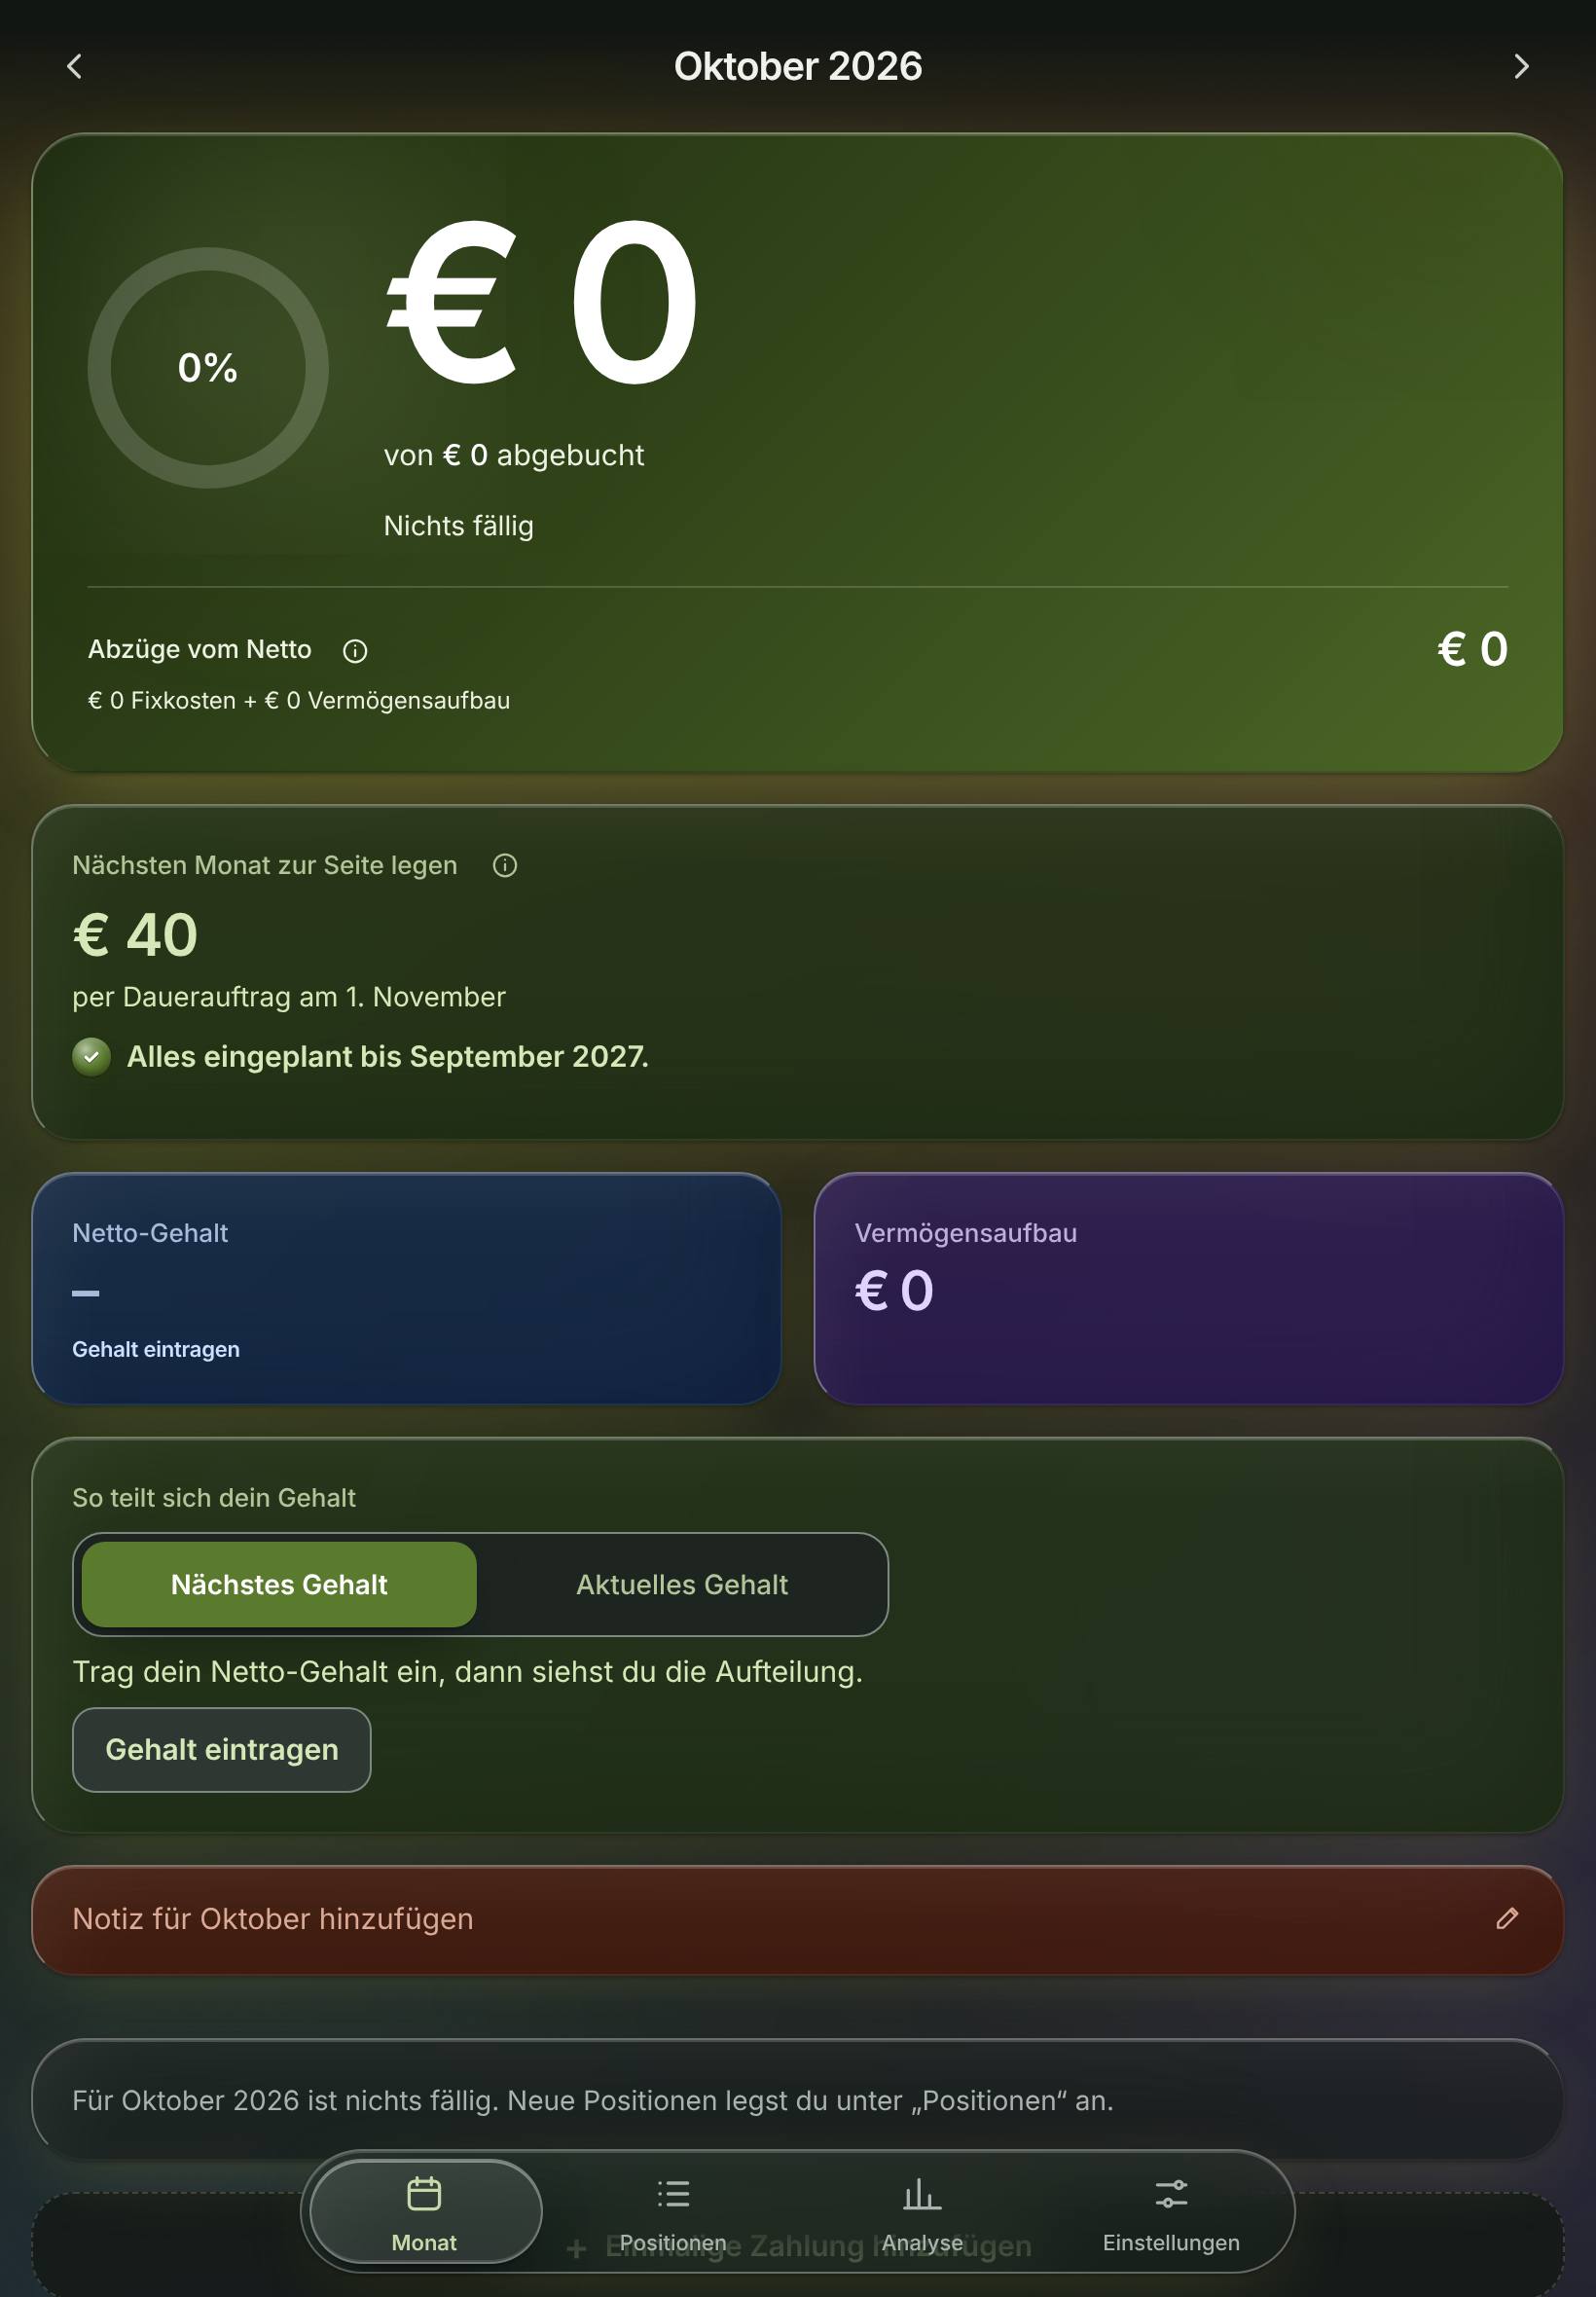 Oktober 2026
0%
€ 0
von € 0 abgebucht
Nichts fällig
Abzüge vom Netto
€ 0
€ 0 Fixkosten + € 0 Vermögensaufbau
Nächsten Monat zur Seite legen
€ 40
per Dauerauftrag am 1. November
Alles eingeplant bis September 2027.
Netto-Gehalt
–
Gehalt eintragen
Vermögensaufbau
€ 0
So teilt sich dein Gehalt
Nächstes Gehalt
Aktuelles Gehalt
Trag dein Netto-Gehalt ein, dann siehst du die Aufteilung.
Gehalt eintragen
Notiz für Oktober hinzufügen
Für Oktober 2026 ist nichts fällig. Neue Positionen legst du unter „Positionen“ an.
+ Einmalige Zahlung hinzufügen
Monat
Positionen
Analyse
Einstellungen